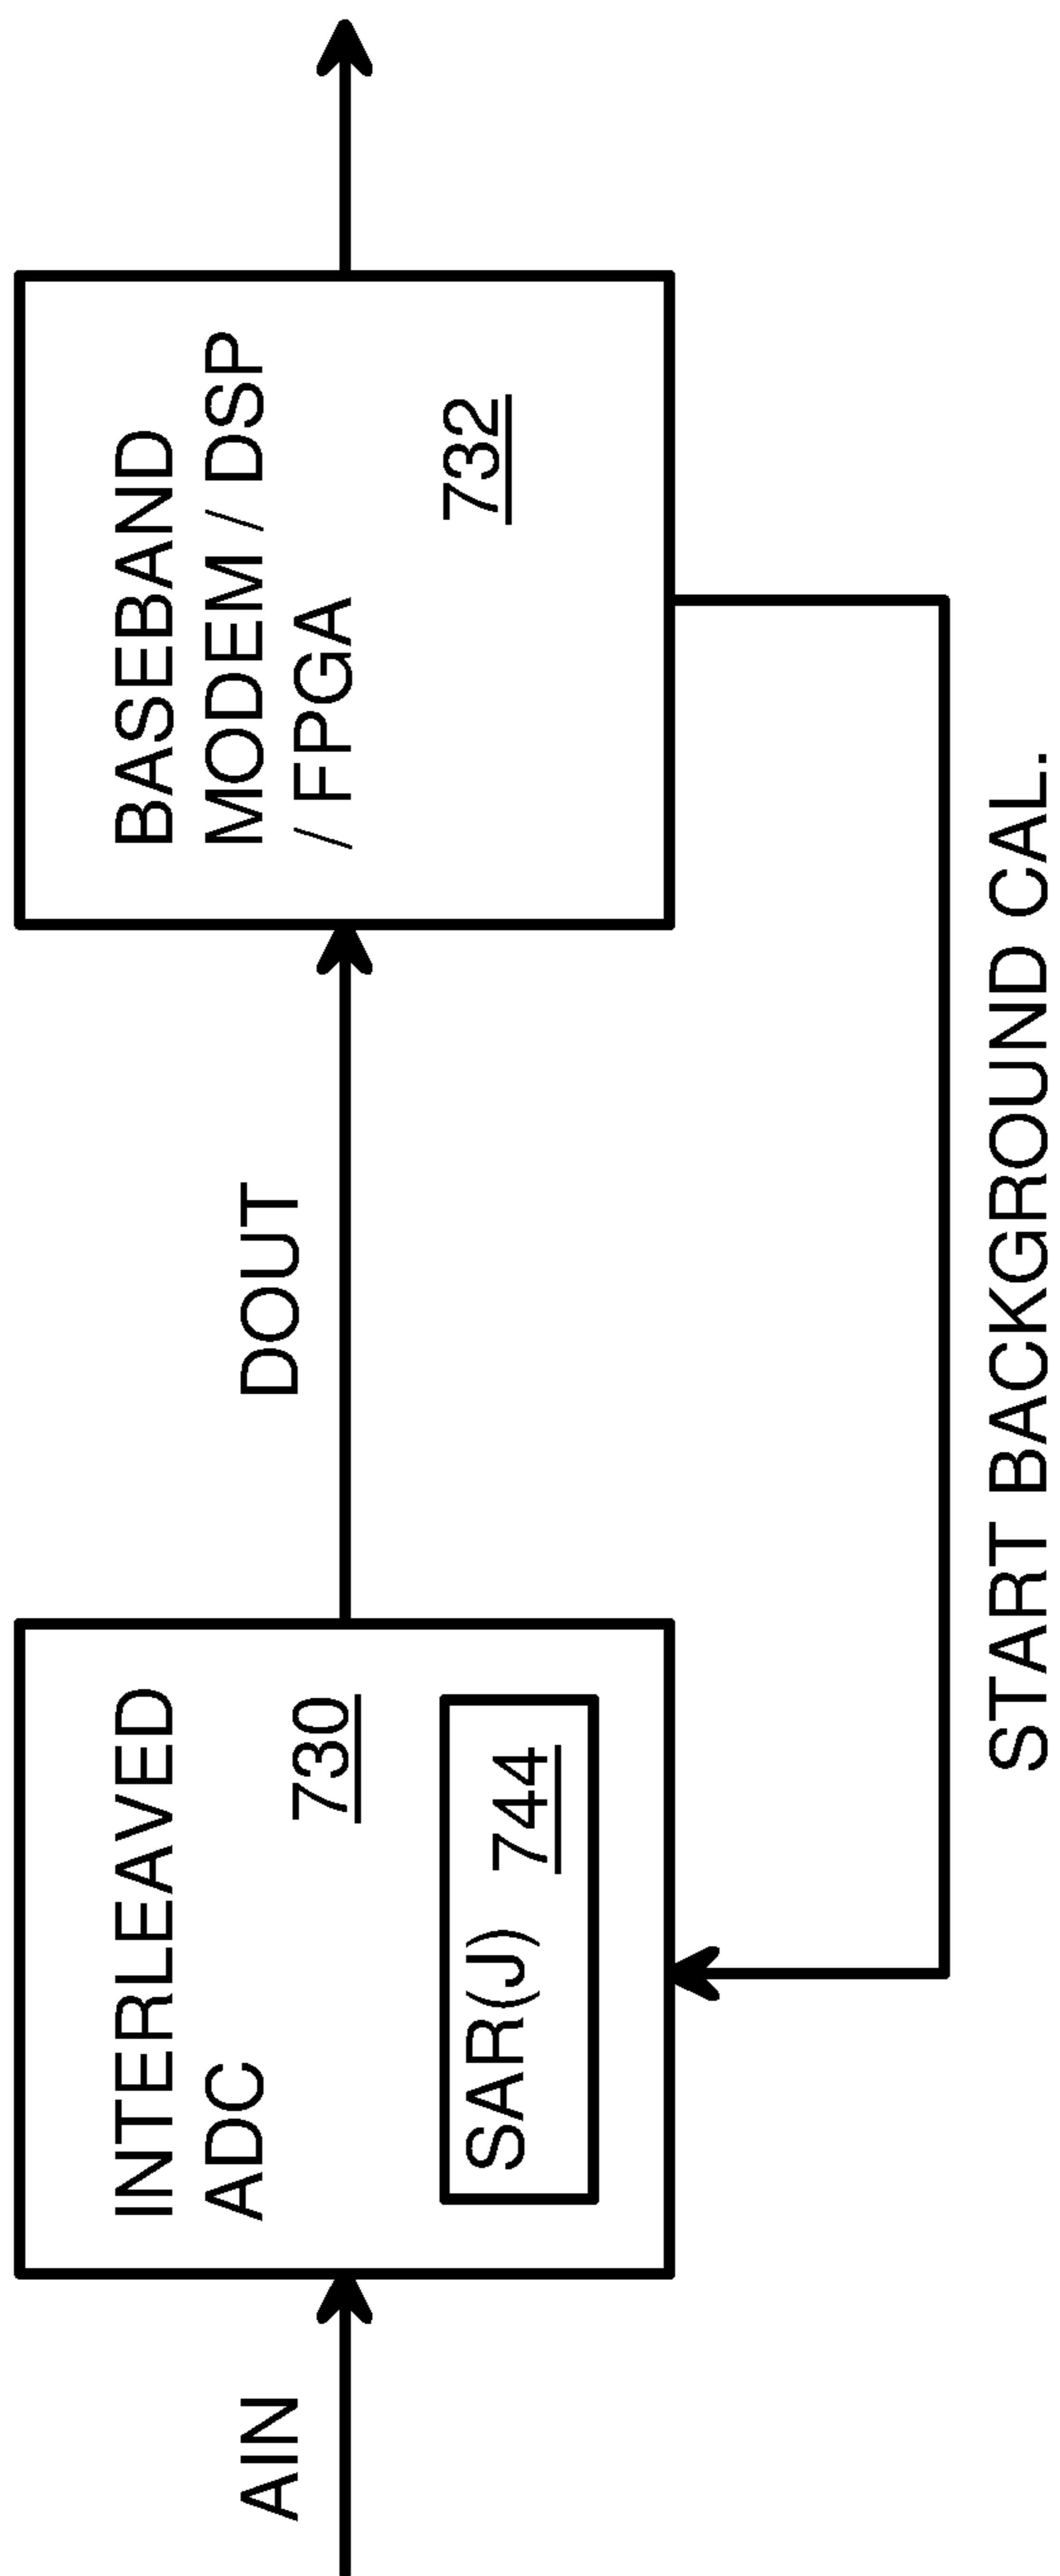 AIN
INTERLEAVED
ADC
730
SAR(J) 744
DOUT
BASEBAND
MODEM / DSP
/ FPGA
732
START BACKGROUND CAL.